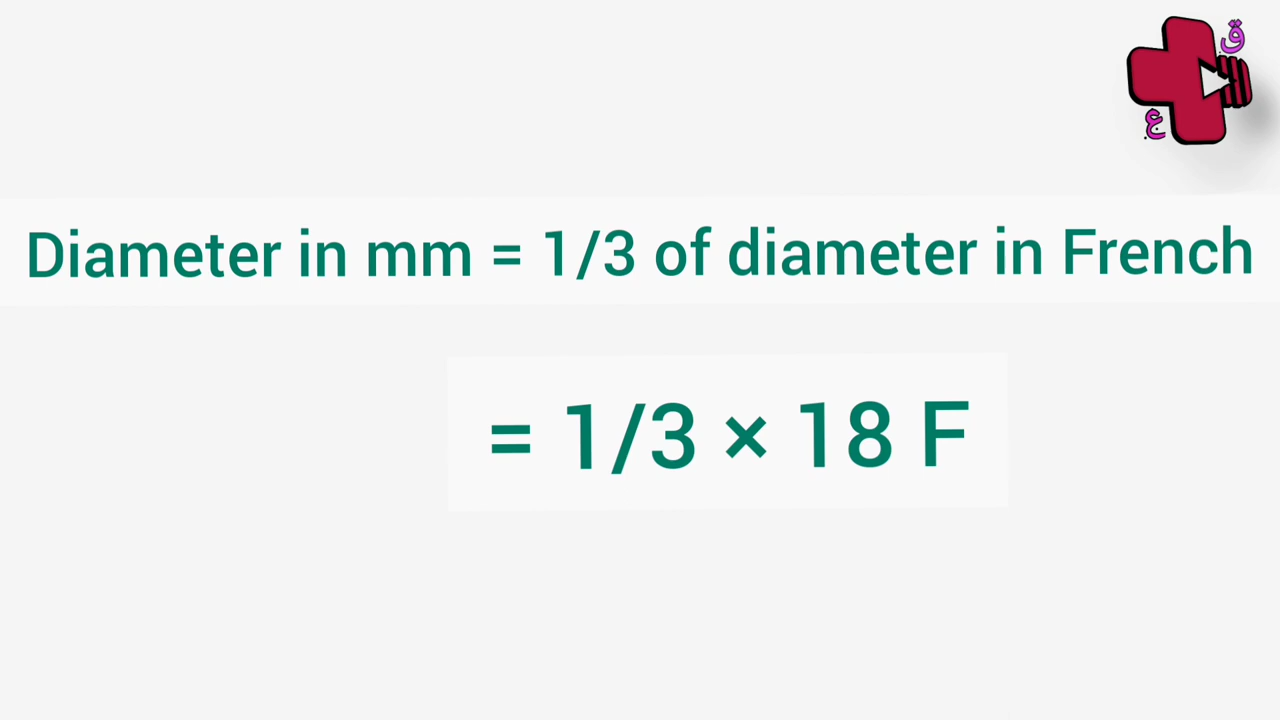 ق
ع
Diameter in mm = 1/3 of diameter in French
= 1/3 × 18 F